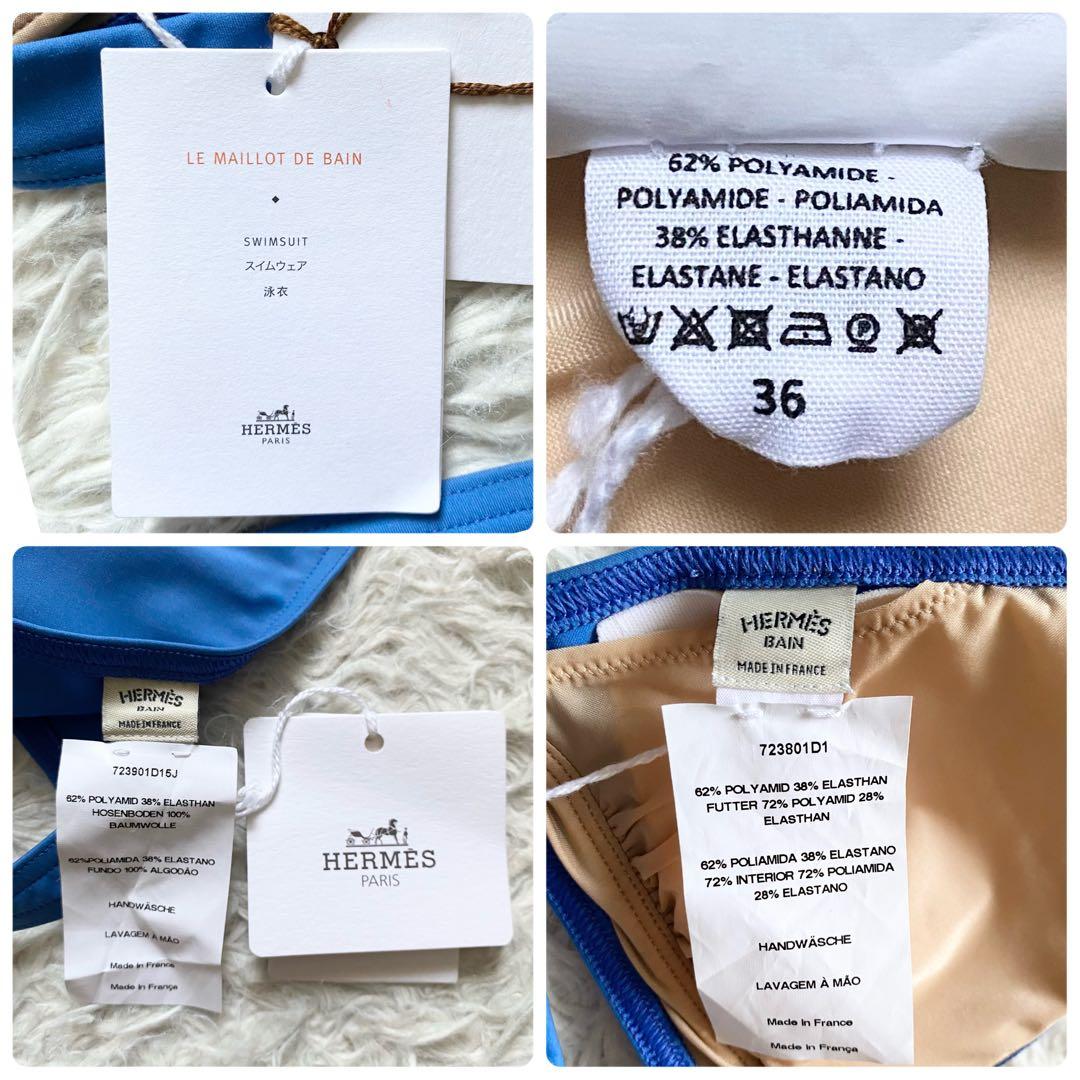 LE MAILLOT DE BAIN
SWIMSUIT
スイムウェア
泳衣
HERMÈS
PARIS
62% POLYAMIDE -
POLYAMIDE - POLIAMIDA
38% ELASTHANNE -
ELASTANE - ELASTANO
36
HERMÈS
BAIN
MADE IN FRANCE
723901D15J
62% POLYAMID 38% ELASTHAN
HOSENBODEN 100%
BAUMWOLLE
62%POLIAMIDA 38% ELASTANO
FUNDO 100% ALGODÃO
HANDWÄSCHE
LAVAGEM À MÃO
Made in France
Made in França
HERMÈS
PARIS
HERMÈS
BAIN
MADE IN FRANCE
723801D1
62% POLYAMID 38% ELASTHAN
FUTTER 72% POLYAMID 28%
ELASTHAN
62% POLIAMIDA 38% ELASTANO
72% INTERIOR 72% POLIAMIDA
28% ELASTANO
HANDWÄSCHE
LAVAGEM À MÃO
Made in France
Made in França